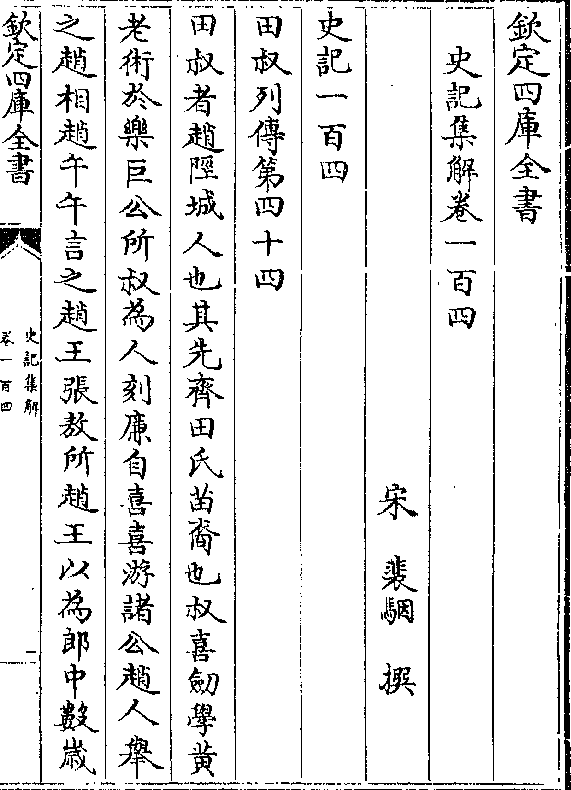 欽定四庫全書
史記集解卷一百四
宋 裴駰 撰
史記一百四
田叔列傳第四十四
田叔者趙陘城人也其先齊田氏苗裔也叔喜劎學黄
老術於樂巨公所叔為人刻廉自喜喜游諸公趙人舉
之趙相趙午午言之趙王張敖所趙王以為郎中數歳
欽定四庫全書
史記集解
卷一百四
一